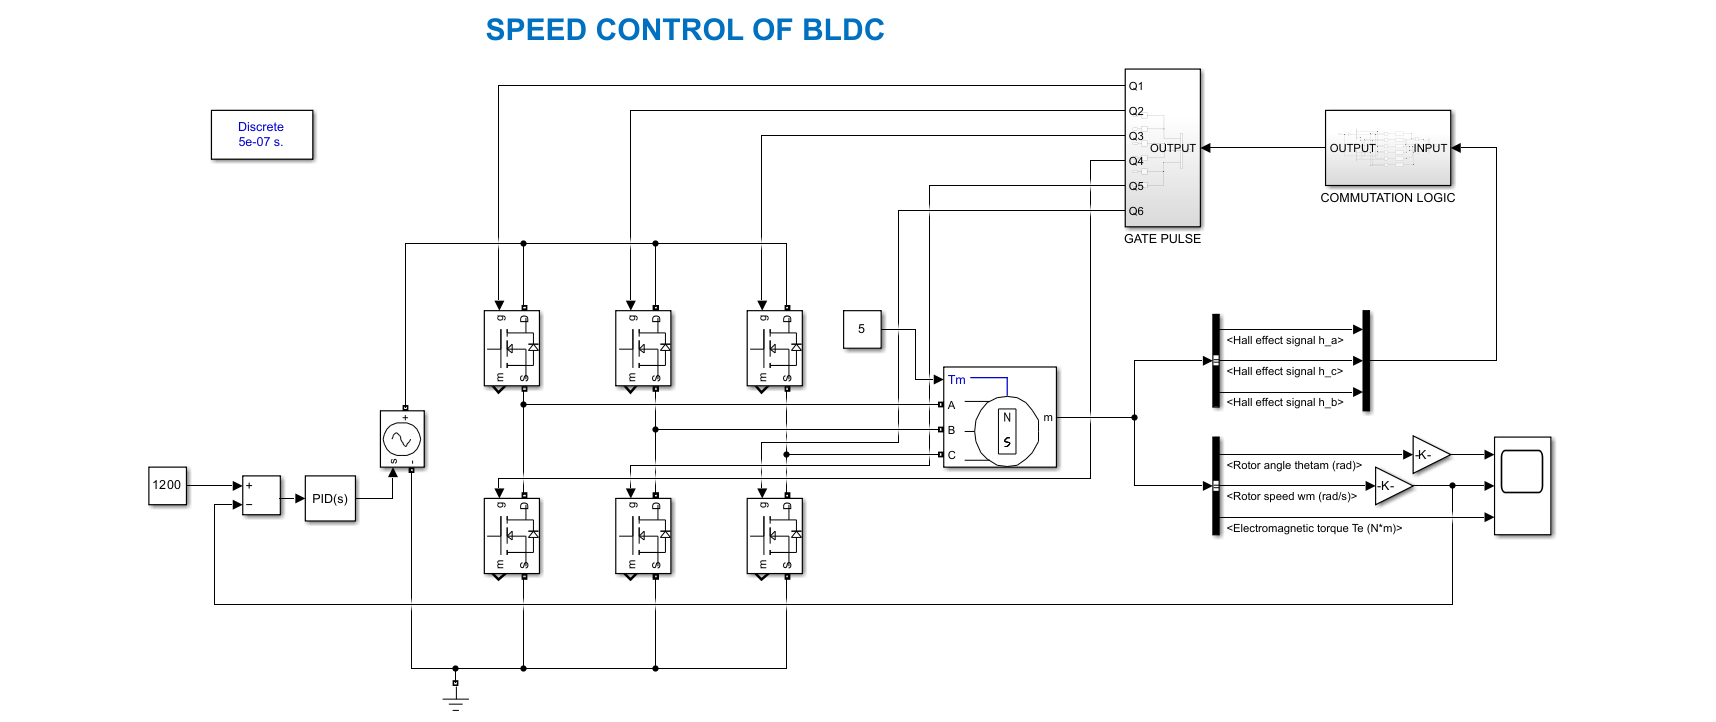 SPEED CONTROL OF BLDC
Discrete
5e-07 s.
Q1
Q2
Q3
Q4
Q5
Q6
OUTPUT
GATE PULSE
OUTPUT
INPUT
COMMUTATION LOGIC
g
D
m
S
g
D
m
S
g
D
m
S
5
Tm
A
B
C
N
S
m
<Hall effect signal h_a>
<Hall effect signal h_c>
<Hall effect signal h_b>
+
s
-
1200
+
−
PID(s)
g
D
m
S
g
D
m
S
g
D
m
S
<Rotor angle thetam (rad)>
-K-
<Rotor speed wm (rad/s)>
-K-
<Electromagnetic torque Te (N*m)>